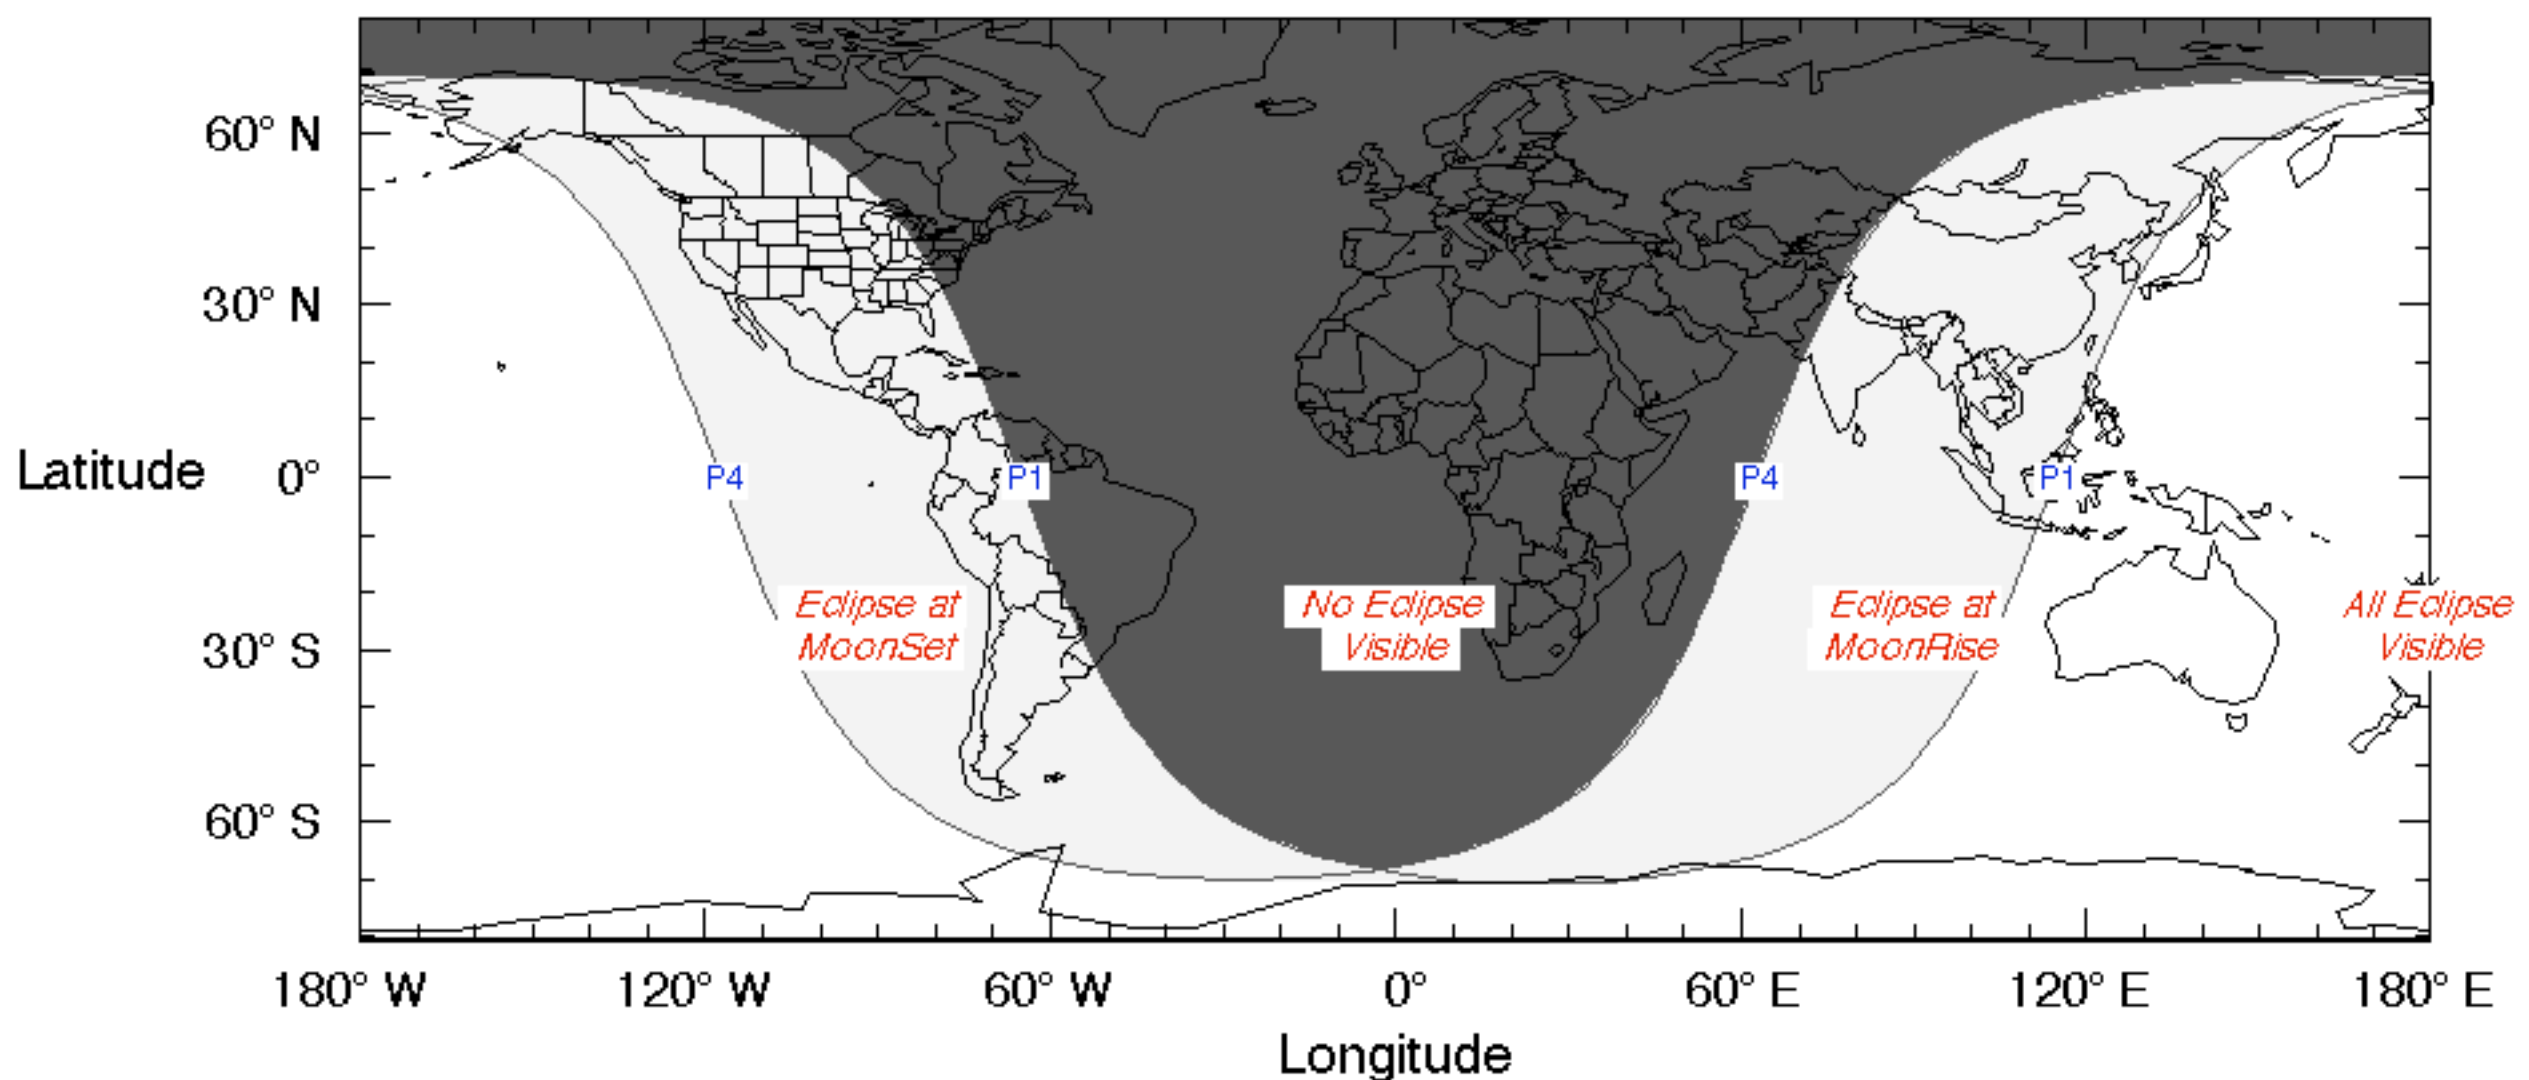 60° N
30° N
Latitude 0°
P4 P1 P4 P1
Eclipse at No Eclipse Eclipse at All Eclipse
MoonSet Visible MoonRise Visible
30° S
60° S
180° W 120° W 60° W 0° 60° E 120° E 180° E
Longitude